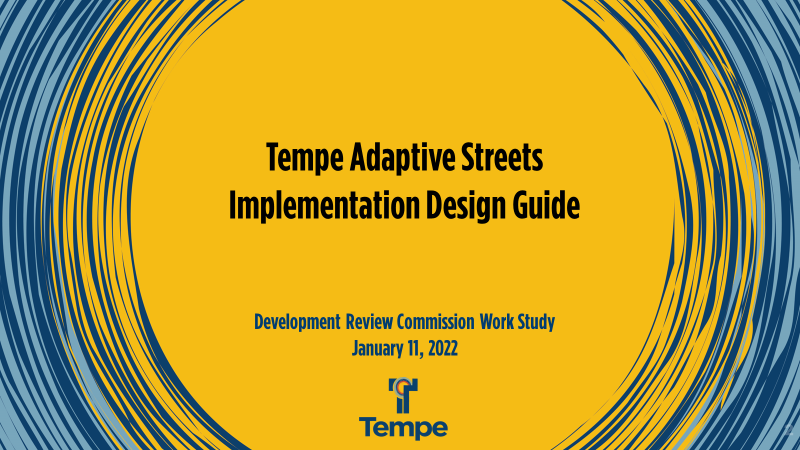 Tempe Adaptive Streets
Implementation Design Guide
Development Review Commission Work Study
January 11, 2022
Tempe